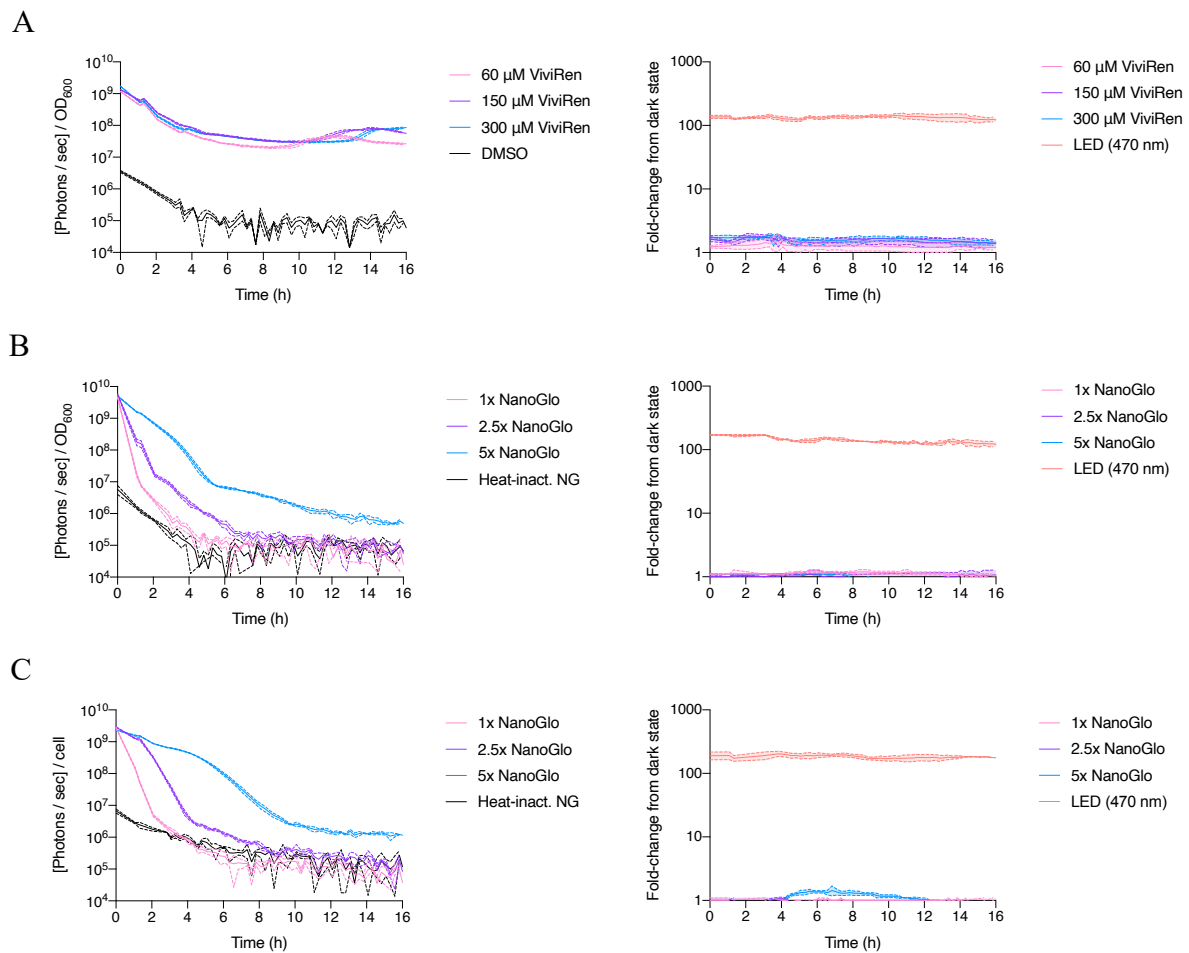 A
[Photons / sec] / OD600
10^10
10^9
10^8
10^7
10^6
10^5
10^4
0 2 4 6 8 10 12 14 16
Time (h)
60 µM ViviRen
150 µM ViviRen
300 µM ViviRen
DMSO
Fold-change from dark state
1000
100
10
1
0 2 4 6 8 10 12 14 16
Time (h)
60 µM ViviRen
150 µM ViviRen
300 µM ViviRen
LED (470 nm)
B
[Photons / sec] / OD600
10^10
10^9
10^8
10^7
10^6
10^5
10^4
0 2 4 6 8 10 12 14 16
Time (h)
1x NanoGlo
2.5x NanoGlo
5x NanoGlo
Heat-inact. NG
Fold-change from dark state
1000
100
10
1
0 2 4 6 8 10 12 14 16
Time (h)
1x NanoGlo
2.5x NanoGlo
5x NanoGlo
LED (470 nm)
C
[Photons / sec] / cell
10^10
10^9
10^8
10^7
10^6
10^5
10^4
0 2 4 6 8 10 12 14 16
Time (h)
1x NanoGlo
2.5x NanoGlo
5x NanoGlo
Heat-inact. NG
Fold-change from dark state
1000
100
10
1
0 2 4 6 8 10 12 14 16
Time (h)
1x NanoGlo
2.5x NanoGlo
5x NanoGlo
LED (470 nm)